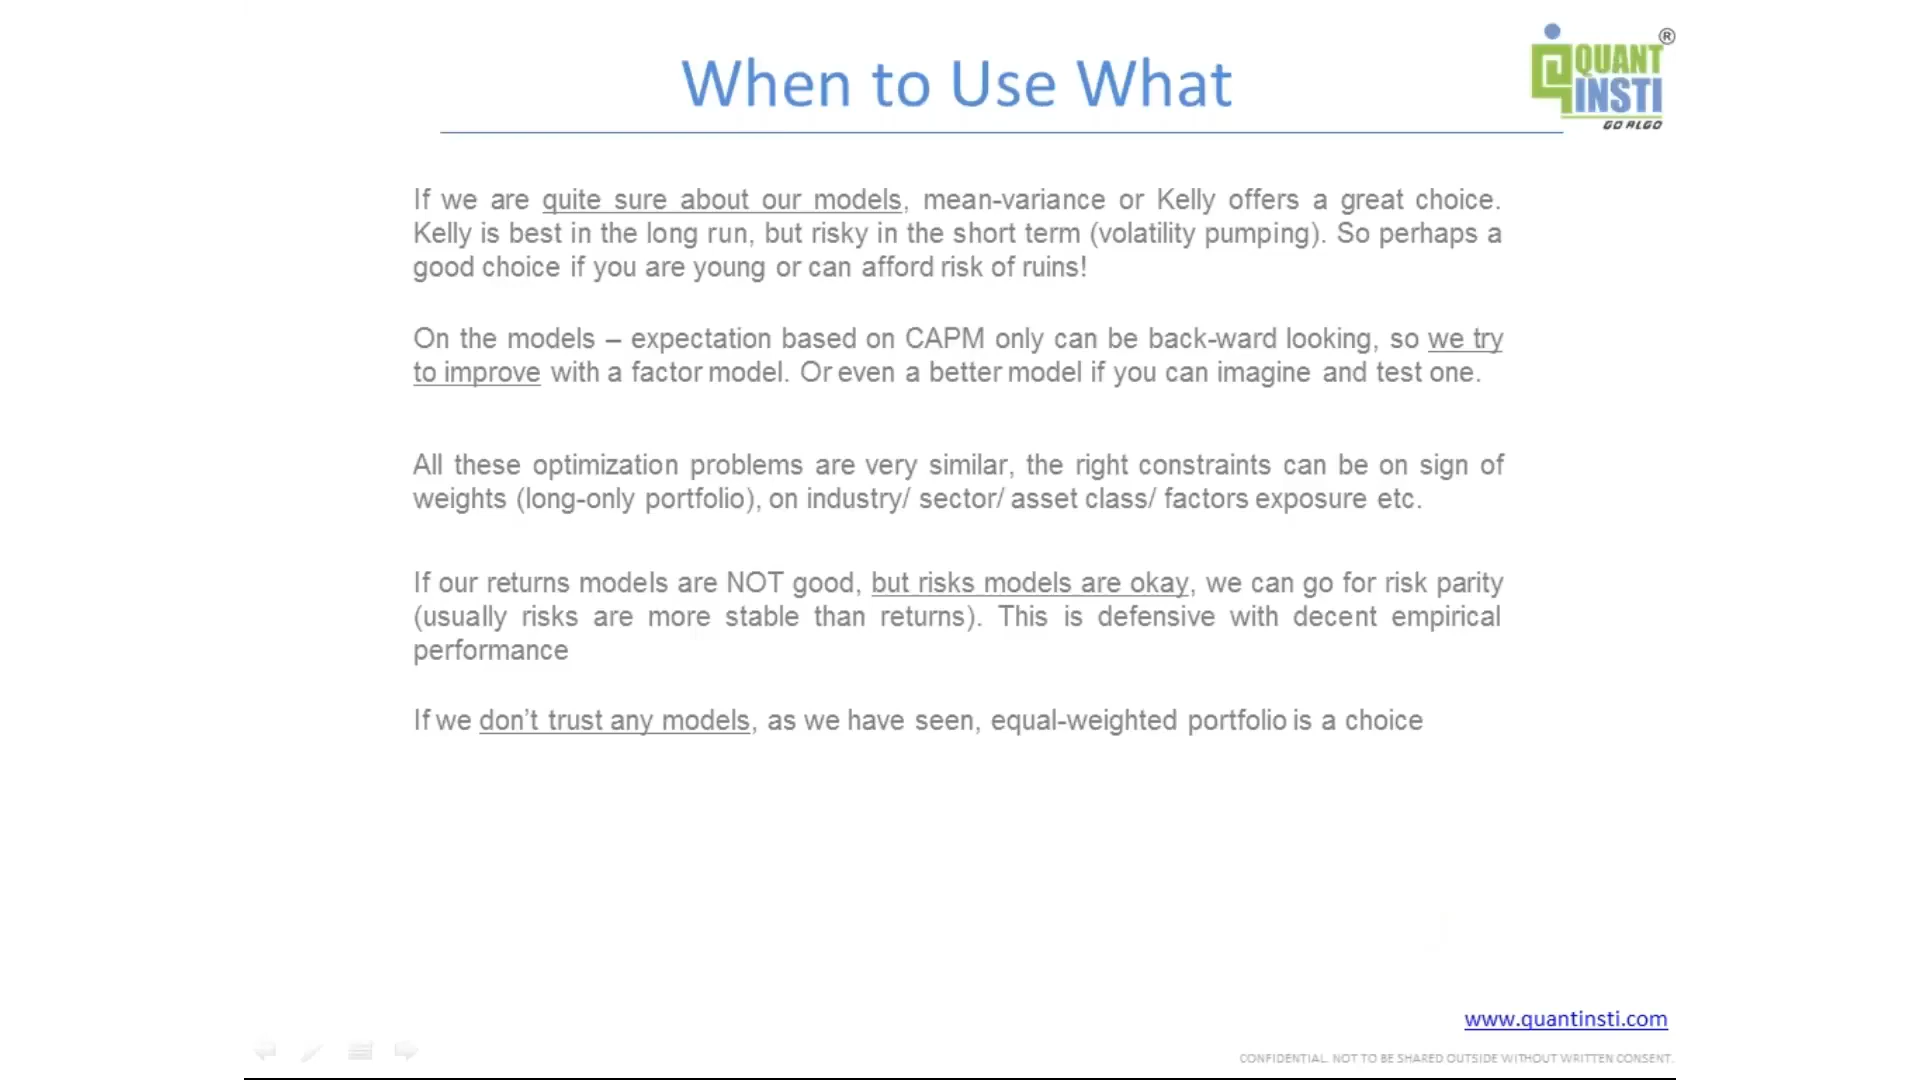 When to Use What
QUANT
INSTI
®
GO ALGO
If we are quite sure about our models, mean-variance or Kelly offers a great choice.
Kelly is best in the long run, but risky in the short term (volatility pumping). So perhaps a
good choice if you are young or can afford risk of ruins!
On the models – expectation based on CAPM only can be back-ward looking, so we try
to improve with a factor model. Or even a better model if you can imagine and test one.
All these optimization problems are very similar, the right constraints can be on sign of
weights (long-only portfolio), on industry/ sector/ asset class/ factors exposure etc.
If our returns models are NOT good, but risks models are okay, we can go for risk parity
(usually risks are more stable than returns). This is defensive with decent empirical
performance
If we don't trust any models, as we have seen, equal-weighted portfolio is a choice
www.quantinsti.com
CONFIDENTIAL. NOT TO BE SHARED OUTSIDE WITHOUT WRITTEN CONSENT.